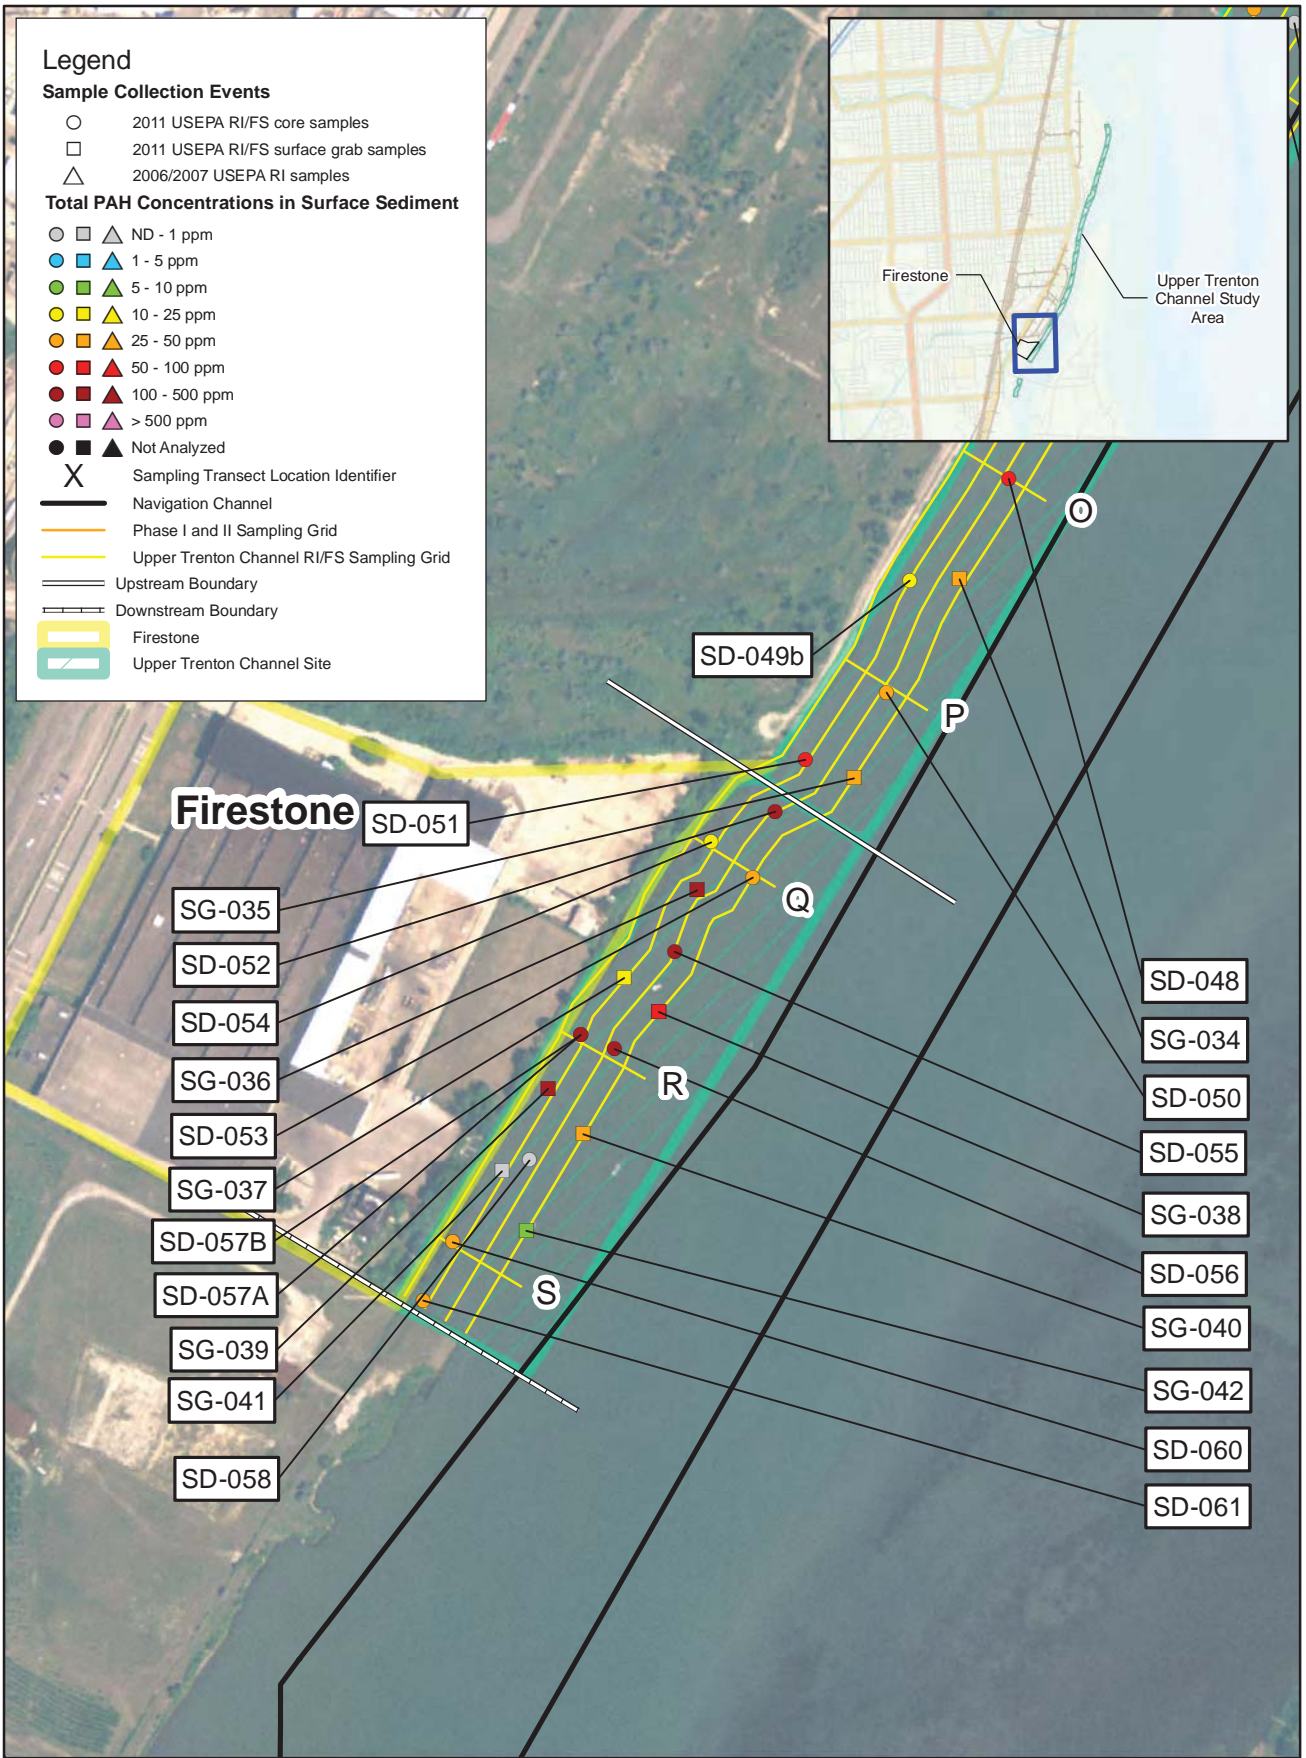 Legend
Sample Collection Events
2011 USEPA RI/FS core samples
2011 USEPA RI/FS surface grab samples
2006/2007 USEPA RI samples
Total PAH Concentrations in Surface Sediment
ND - 1 ppm
1 - 5 ppm
5 - 10 ppm
10 - 25 ppm
25 - 50 ppm
50 - 100 ppm
100 - 500 ppm
> 500 ppm
Not Analyzed
X Sampling Transect Location Identifier
Navigation Channel
Phase I and II Sampling Grid
Upper Trenton Channel RI/FS Sampling Grid
Upstream Boundary
Downstream Boundary
Firestone
Upper Trenton Channel Site
Firestone
Upper Trenton
Channel Study
Area
O
SD-049b
P
Firestone
SD-051
Q
SG-035
SD-052
SD-054
SG-036
SD-053
SG-037
SD-057B
SD-057A
SG-039
SG-041
SD-058
R
S
SD-048
SG-034
SD-050
SD-055
SG-038
SD-056
SG-040
SG-042
SD-060
SD-061